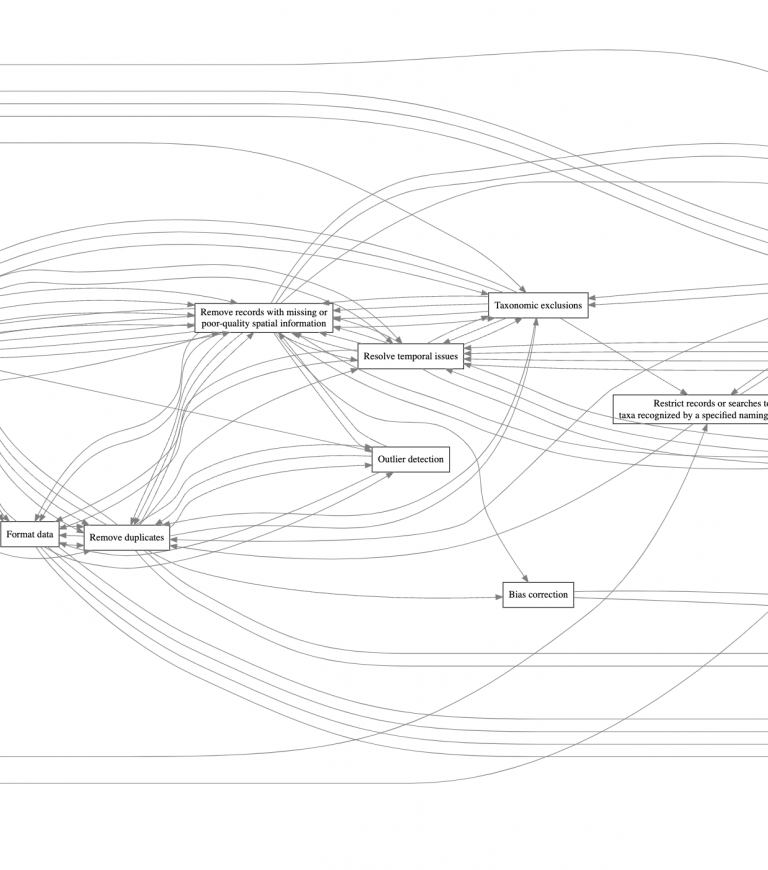 Taxonomic exclusions
Remove records with missing or
poor-quality spatial information
Resolve temporal issues
Restrict records or searches
taxa recognized by a specified naming
Outlier detection
Format data
Remove duplicates
Bias correction